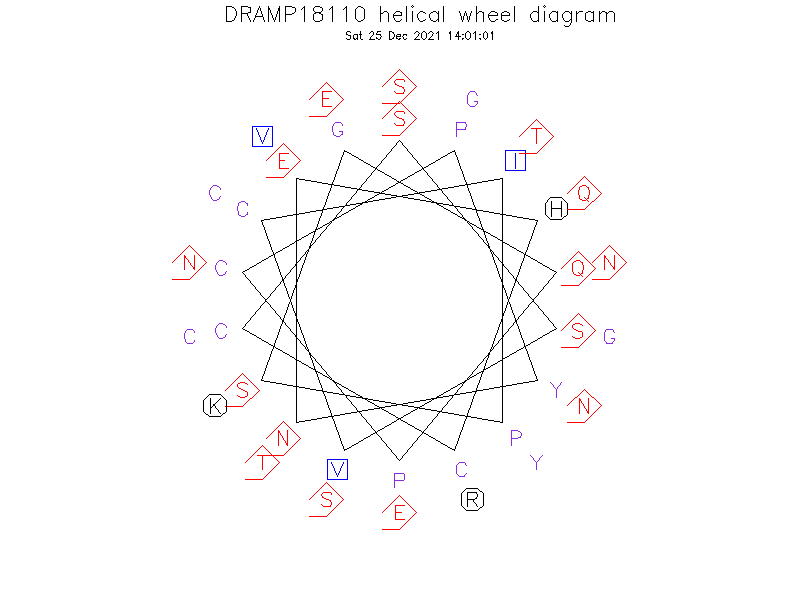 DRAMP18110 helical wheel diagram
Sat 25 Dec 2021 14:01:01
S
E G
S
G P
V T
E I
C Q
C H
N C Q N
C C S G
S Y
K N
N P
T V C Y
P
S R
E